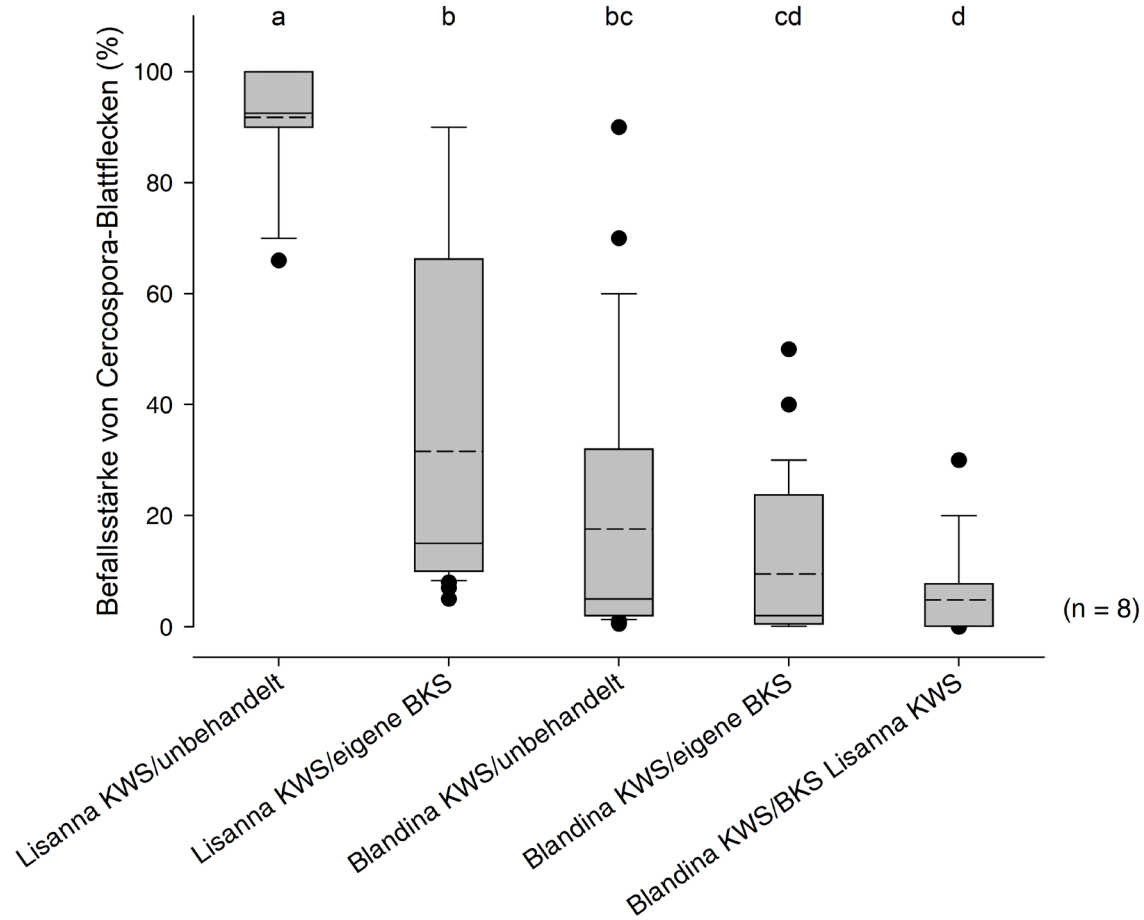 a b bc cd d
Befallsstärke von Cercospora-Blattflecken (%)
100
80
60
40
20
0
(n = 8)
Lisanna KWS/unbehandelt
Lisanna KWS/eigene BKS
Blandina KWS/unbehandelt
Blandina KWS/eigene BKS
Blandina KWS/BKS Lisanna KWS